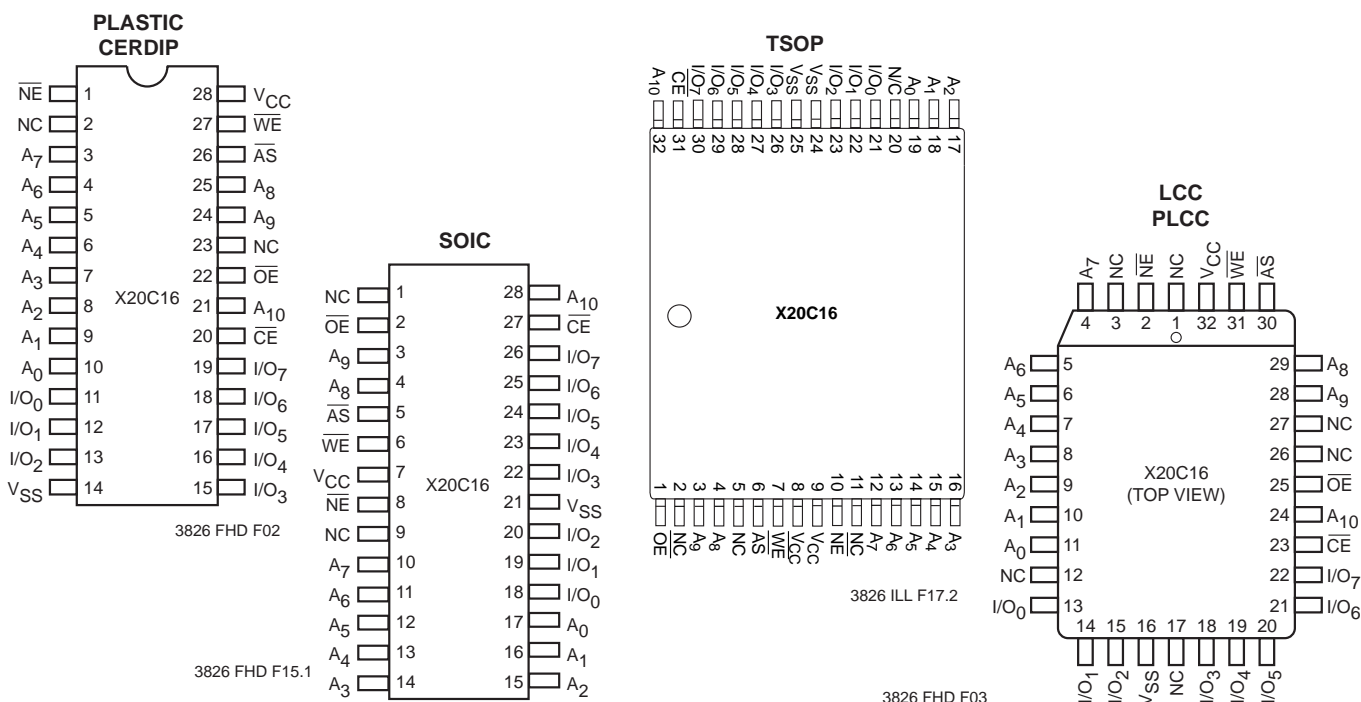 PLASTIC
CERDIP
NE 1 28 VCC
NC 2 27 WE
A7 3 26 AS
A6 4 25 A8
A5 5 24 A9
A4 6 23 NC
A3 7 22 OE
A2 8 21 A10
A1 9 20 CE
A0 10 19 I/O7
I/O0 11 18 I/O6
I/O1 12 17 I/O5
I/O2 13 16 I/O4
VSS 14 15 I/O3
X20C16
3826 FHD F02
SOIC
NC 1 28 A10
OE 2 27 CE
A9 3 26 I/O7
A8 4 25 I/O6
AS 5 24 I/O5
WE 6 23 I/O4
VCC 7 22 I/O3
NE 8 21 VSS
NC 9 20 I/O2
A7 10 19 I/O1
A6 11 18 I/O0
A5 12 17 A0
A4 13 16 A1
A3 14 15 A2
X20C16
3826 FHD F15.1
TSOP
A10 CE I/O7 I/O6 I/O5 I/O4 I/O3 VSS VSS I/O2 I/O1 I/O0 N/C A0 A1 A2
32 31 30 29 28 27 26 25 24 23 22 21 20 19 18 17
X20C16
1 2 3 4 5 6 7 8 9 10 11 12 13 14 15 16
OE NC A9 A8 NC AS WE VCC VCC NE NC A7 A6 A5 A4 A3
3826 ILL F17.2
LCC
PLCC
A7 NC NE NC VCC WE AS
4 3 2 1 32 31 30
A6 5 29 A8
A5 6 28 A9
A4 7 27 NC
A3 8 26 NC
A2 9 25 OE
A1 10 24 A10
A0 11 23 CE
NC 12 22 I/O7
I/O0 13 21 I/O6
X20C16
(TOP VIEW)
14 15 16 17 18 19 20
I/O1 I/O2 VSS NC I/O3 I/O4 I/O5
3826 FHD F03